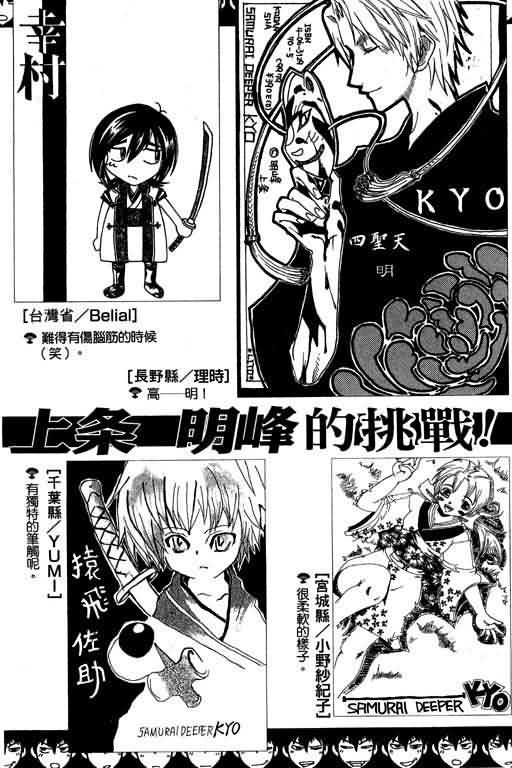 幸村
[台灣省／Belial]
難得有傷腦筋的時候
（笑）。
SAMURAI DEEPER KYO
KYO
四聖天
明
[長野縣／理時]
高──明！
上条 明峰的挑戰!!
[千葉縣／YUMI]
有獨特的筆觸呢。
猿飛佐助
SAMURAI DEEPER KYO
[宮城縣／小野紗紀子]
很柔軟的樣子。
SAMURAI DEEPER KYO